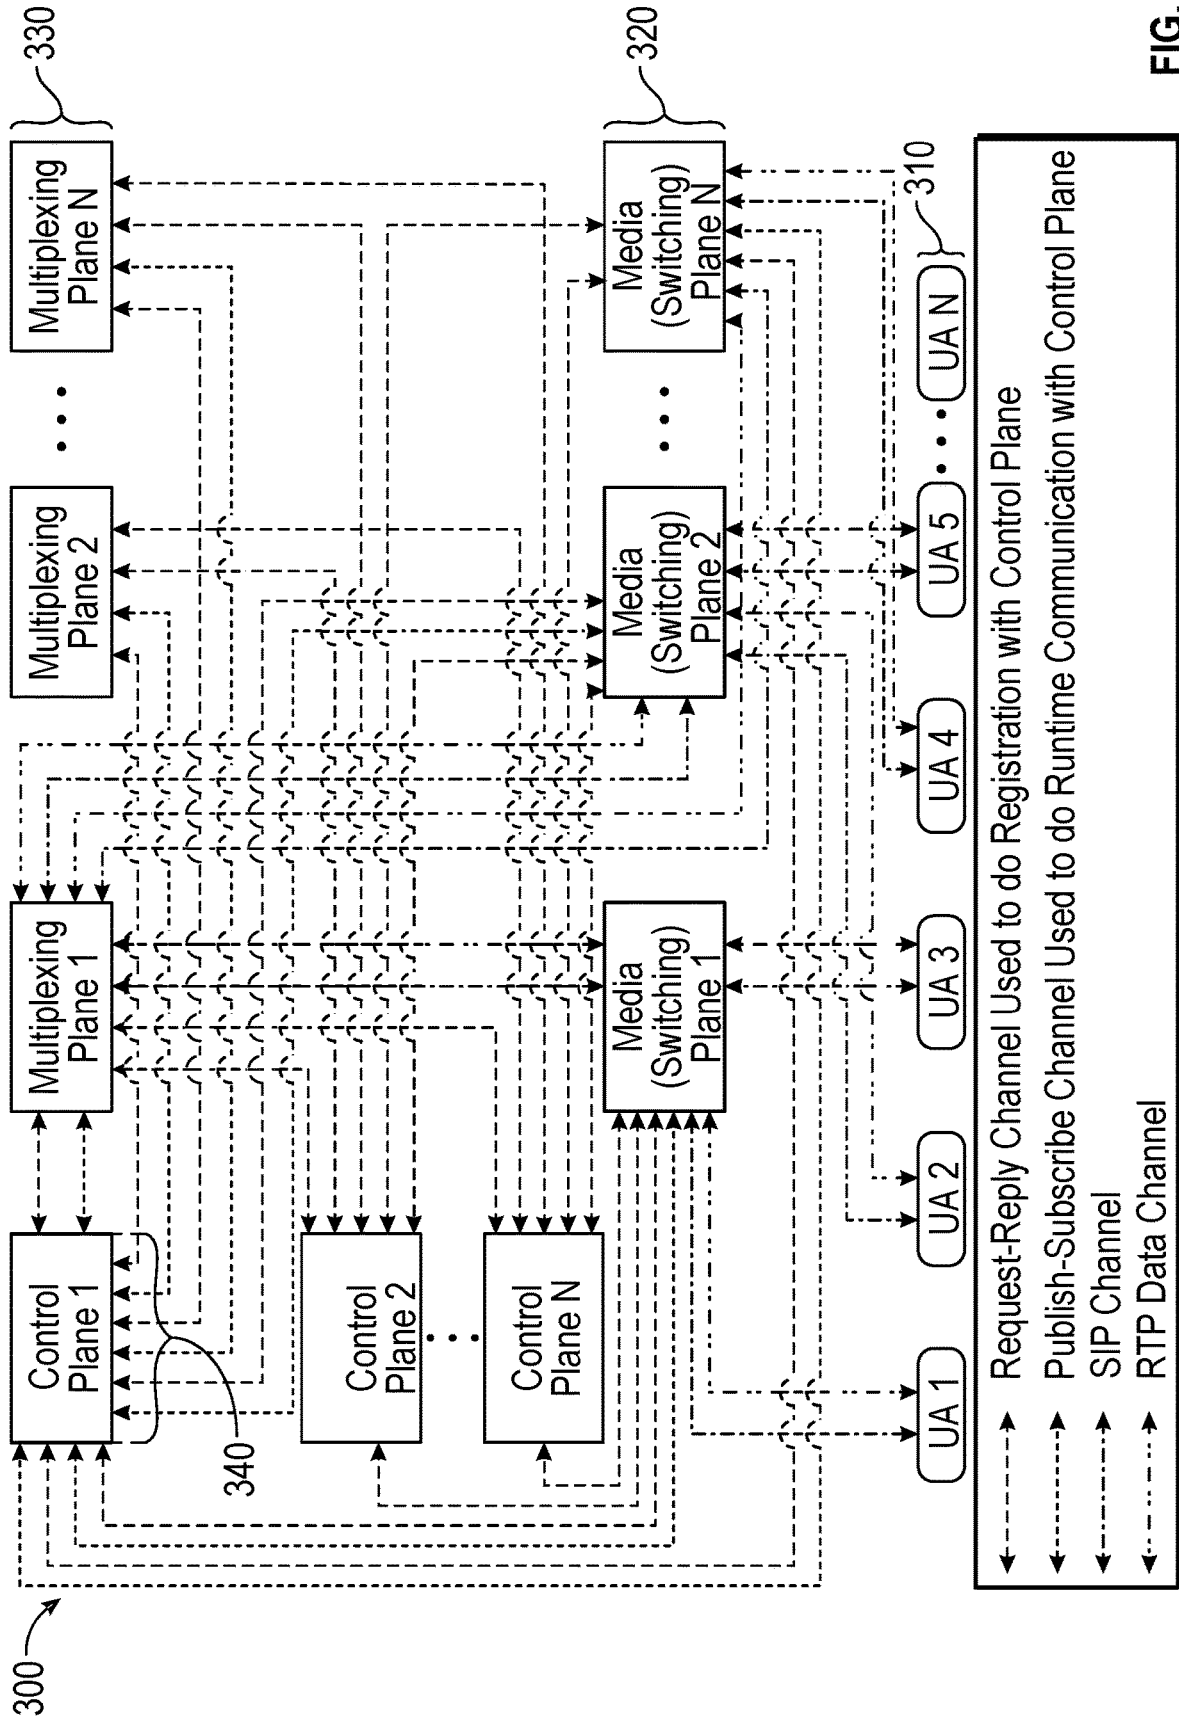 300
Control
Plane 1
Multiplexing
Plane 1
Multiplexing
Plane 2
• • •
Multiplexing
Plane N
330
340
Control
Plane 2
• • •
Control
Plane N
Media
(Switching)
Plane 1
Media
(Switching)
Plane 2
• • •
Media
(Switching)
Plane N
320
UA 1
UA 2
UA 3
UA 4
UA 5
• • •
UA N
310
Request-Reply Channel Used to do Registration with Control Plane
Publish-Subscribe Channel Used to do Runtime Communication with Control Plane
SIP Channel
RTP Data Channel
FIG.